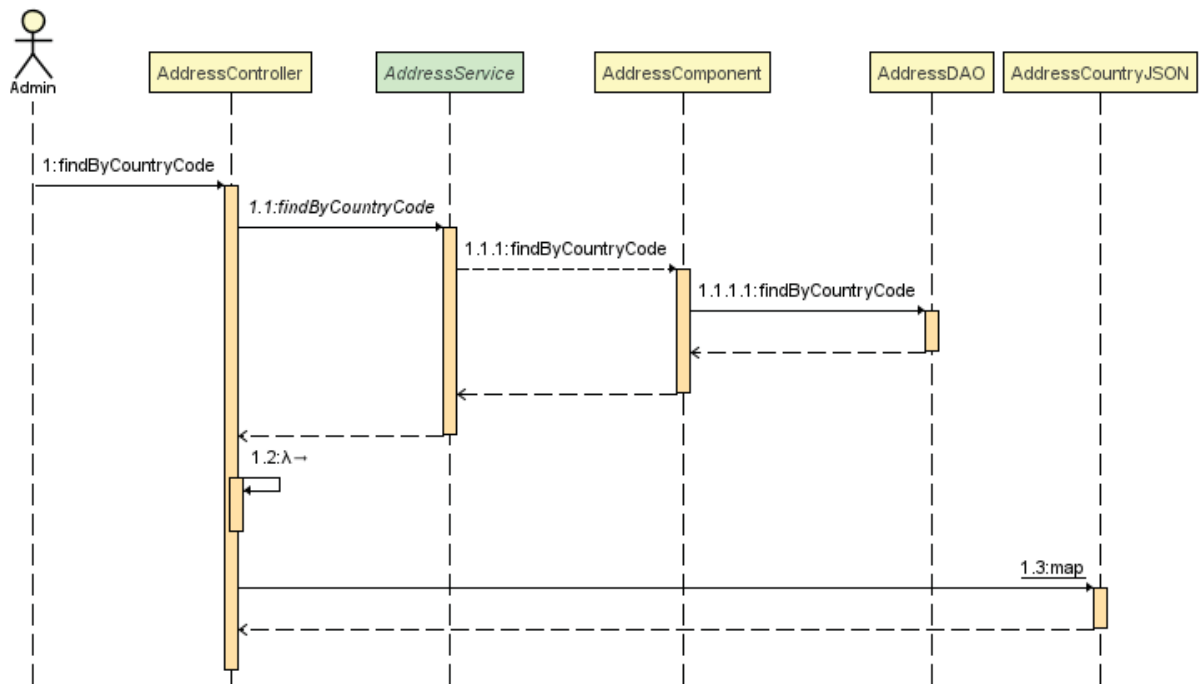 Admin
AddressController
AddressService
AddressComponent
AddressDAO
AddressCountryJSON
1:findByCountryCode
1.1:findByCountryCode
1.1.1:findByCountryCode
1.1.1.1:findByCountryCode
1.2:λ→
1.3:map